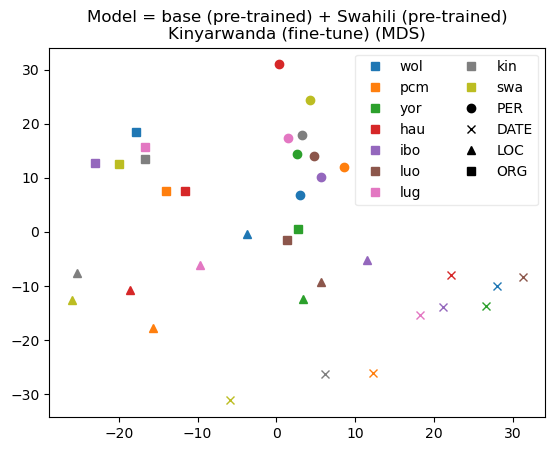 Model = base (pre-trained) + Swahili (pre-trained)
Kinyarwanda (fine-tune) (MDS)
wol
pcm
yor
hau
ibo
luo
lug
kin
swa
PER
DATE
LOC
ORG
30
20
10
0
−10
−20
−30
−20
−10
0
10
20
30